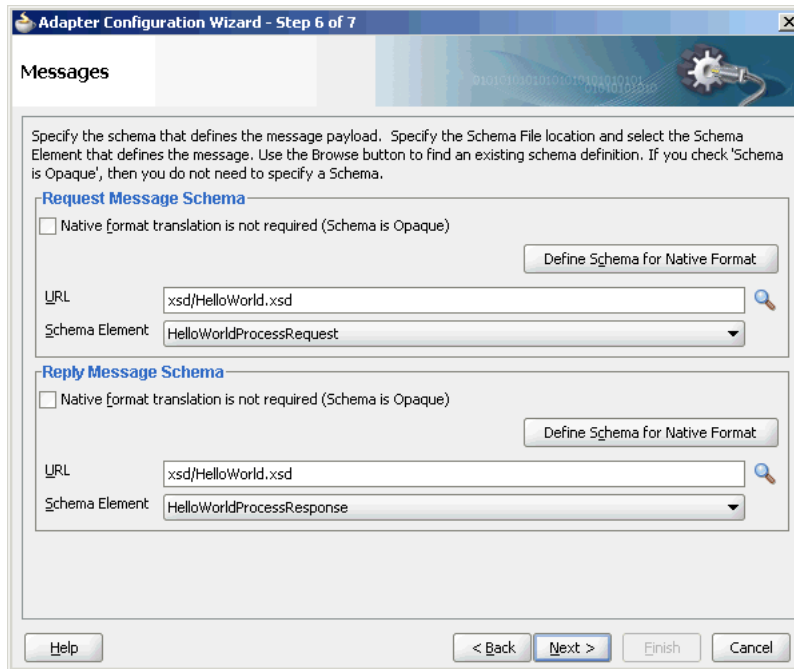 Adapter Configuration Wizard - Step 6 of 7
Messages
Specify the schema that defines the message payload.  Specify the Schema File location and select the Schema
Element that defines the message. Use the Browse button to find an existing schema definition. If you check 'Schema
is Opaque', then you do not need to specify a Schema.
Request Message Schema
Native format translation is not required (Schema is Opaque)
Define Schema for Native Format
URL xsd/HelloWorld.xsd
Schema Element HelloWorldProcessRequest
Reply Message Schema
Native format translation is not required (Schema is Opaque)
Define Schema for Native Format
URL xsd/HelloWorld.xsd
Schema Element HelloWorldProcessResponse
Help < Back Next > Finish Cancel